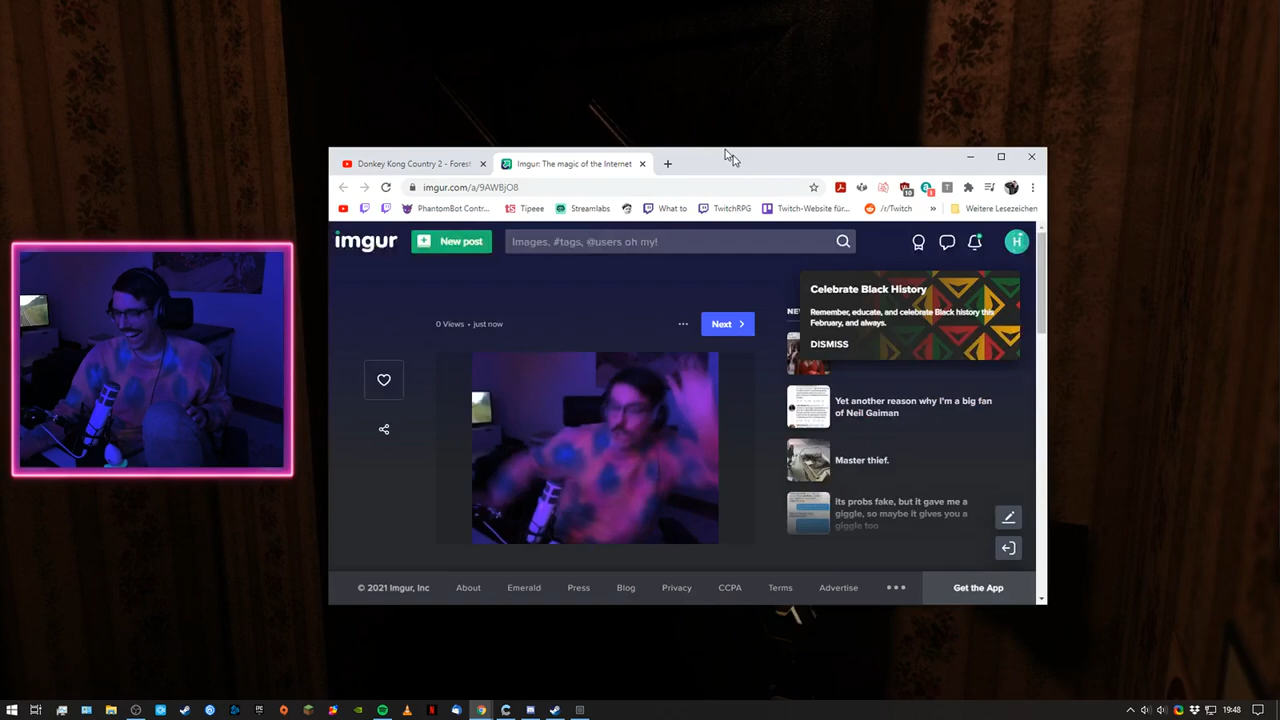 Donkey Kong Country 2 - Forest
Imgur: The magic of the Internet
imgur.com/a/9AWBjO8
PhantomBot Contr...
Tipeee
Streamlabs
What to
TwitchRPG
Twitch-Website für...
/r/Twitch
»
Weitere Lesezeichen
imgur
New post
Images, #tags, @users oh my!
H
Celebrate Black History
Remember, educate, and celebrate Black history this
February, and always.
DISMISS
0 Views • just now
Next
NE
Yet another reason why I'm a big fan
of Neil Gaiman
Master thief.
its probs fake, but it gave me a
giggle, so maybe it gives you a
giggle too
© 2021 Imgur, Inc
About
Emerald
Press
Blog
Privacy
CCPA
Terms
Advertise
Get the App
19:48